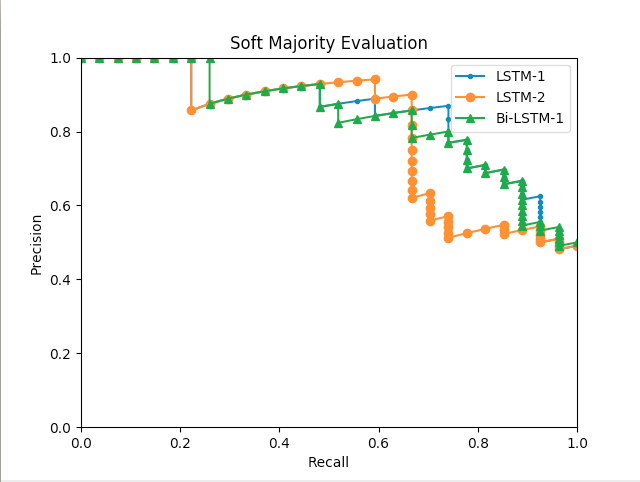 Soft Majority Evaluation
LSTM-1
LSTM-2
Bi-LSTM-1
Precision
1.0
0.8
0.6
0.4
0.2
0.0
0.0 0.2 0.4 0.6 0.8 1.0
Recall